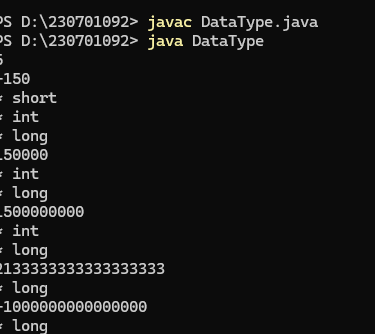 PS D:\230701092> javac DataType.java
PS D:\230701092> java DataType
5
-150
* short
* int
* long
150000
* int
* long
1500000000
* int
* long
213333333333333333
* long
-1000000000000000
* long